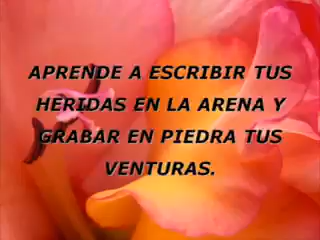 APRENDE A ESCRIBIR TUS
HERIDAS EN LA ARENA Y
GRABAR EN PIEDRA TUS
VENTURAS.